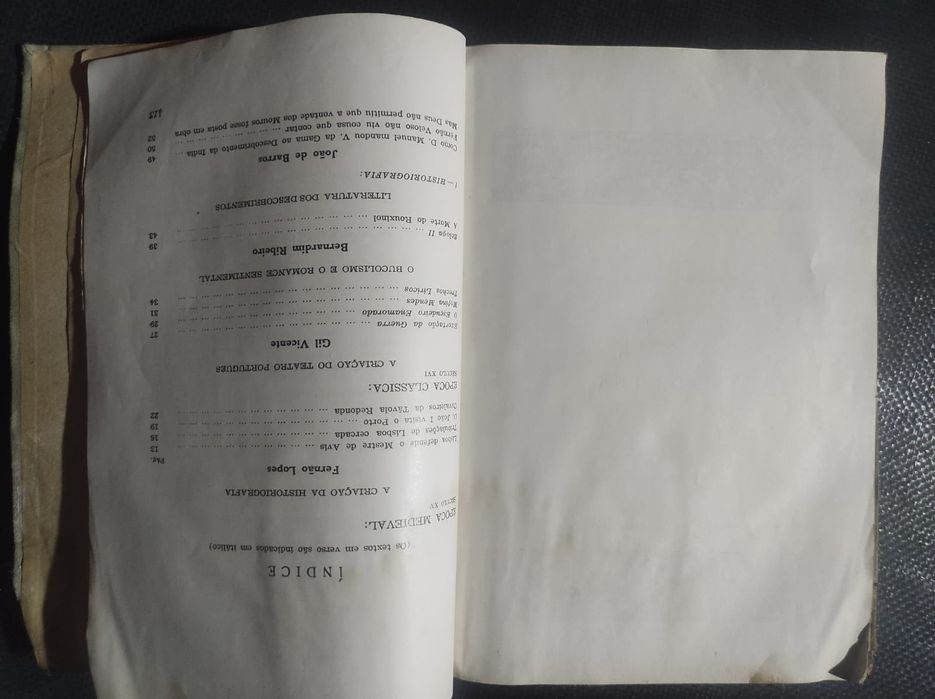 ÍNDICE
(Os textos em verso são indicados em itálico)
ÉPOCA MEDIEVAL:
SÉCULO XV
A CRIAÇÃO DA HISTORIOGRAFIA
Fernão Lopes
Pág.
Lisboa defende o Mestre de Avis ... 13
Tribulações de Lisboa cercada ... 16
D. João I visita o Porto ... 19
Cavaleiros da Távola Redonda ... 22
ÉPOCA CLÁSSICA:
SÉCULO XVI
A CRIAÇÃO DO TEATRO PORTUGUÊS
Gil Vicente
Exortação da Guerra ... 27
O Escudeiro Enamorado ... 29
Mofina Mendes ... 31
Trechos Líricos ... 34
O BUCOLISMO E O ROMANCE SENTIMENTAL
Bernardim Ribeiro
Écloga II ... 39
A Morte do Rouxinol ... 43
LITERATURA DOS DESCOBRIMENTOS
1 — HISTORIOGRAFIA:
João de Barros
Como D. Manuel mandou V. da Gama ao Descobrimento da Índia ... 49
Fernão Veloso não viu cousa que contar ... 50
Mas Deus não permitiu que a vontade dos Mouros fosse posta em obra 52